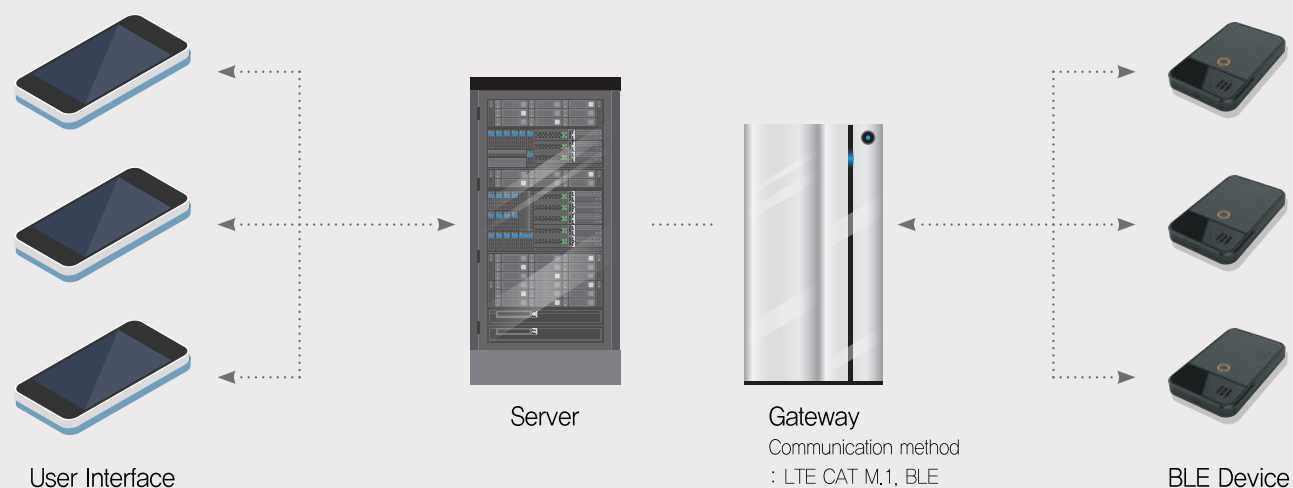 Server
Gateway
Communication method
: LTE CAT M.1, BLE
User Interface
BLE Device